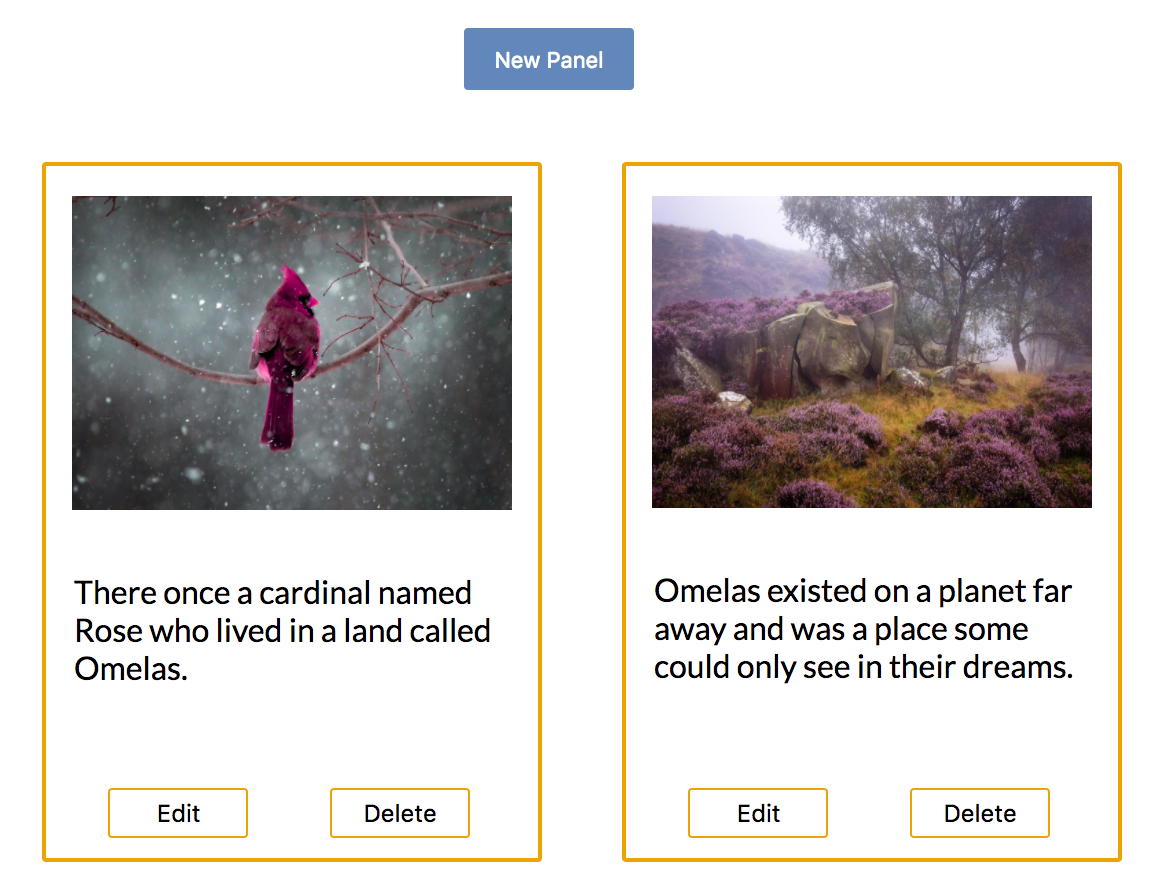 New Panel
There once a cardinal named
Rose who lived in a land called
Omelas.
Edit
Delete
Omelas existed on a planet far
away and was a place some
could only see in their dreams.
Edit
Delete